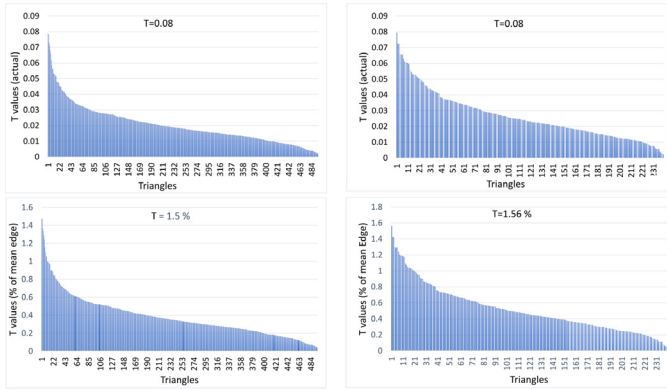 T=0.08
T values (actual)
0.09
0.08
0.07
0.06
0.05
0.04
0.03
0.02
0.01
0
1 22 43 64 85 106 127 148 169 190 211 232 253 274 295 316 337 358 379 400 421 442 463 484
Triangles
T=0.08
T values (actual)
0.09
0.08
0.07
0.06
0.05
0.04
0.03
0.02
0.01
0
1 11 21 31 41 51 61 71 81 91 101 111 121 131 141 151 161 171 181 191 201 211 221 131
Triangles
T = 1.5 %
T values (% of mean edge)
1.6
1.4
1.2
1
0.8
0.6
0.4
0.2
0
1 22 43 64 85 106 127 148 169 190 211 232 253 274 295 316 337 358 379 400 421 442 463 484
Triangles
T=1.56 %
T values (% of mean Edge)
1.8
1.6
1.4
1.2
1
0.8
0.6
0.4
0.2
0
1 11 21 31 41 51 61 71 81 91 101 111 121 131 141 151 161 171 181 191 201 211 221 231
Triangles